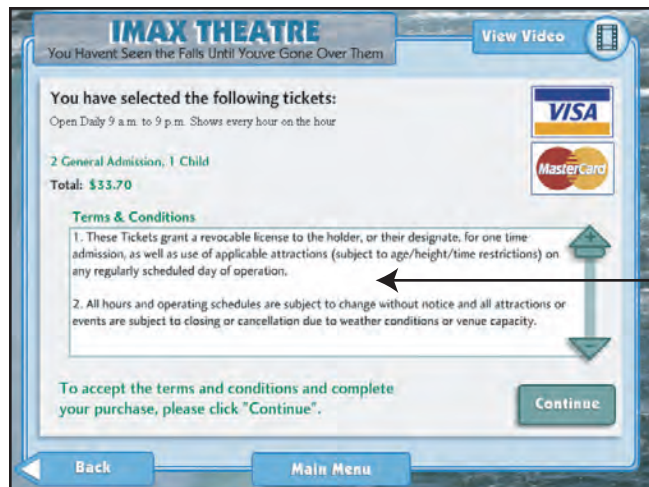 IMAX THEATRE
You Havent Seen the Falls Until Youve Gone Over Them
View Video
You have selected the following tickets:
Open Daily 9 a.m. to 9 p.m. Shows every hour on the hour
VISA
2 General Admission, 1 Child
MasterCard
Total: $33.70
Terms & Conditions
1. These Tickets grant a revocable license to the holder, or their designate, for one time
admission, as well as use of applicable attractions (subject to age/height/time restrictions) on
any regularly scheduled day of operation.
2. All hours and operating schedules are subject to change without notice and all attractions or
events are subject to closing or cancellation due to weather conditions or venue capacity.
To accept the terms and conditions and complete
your purchase, please click "Continue".
Continue
Back
Main Menu